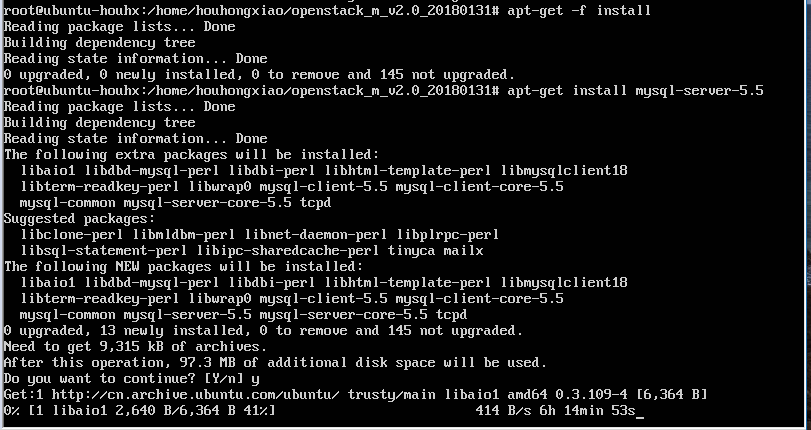 root@ubuntu-houhx:/home/houhongxiao/openstack_m_v2.0_20180131# apt-get -f install
Reading package lists... Done
Building dependency tree
Reading state information... Done
0 upgraded, 0 newly installed, 0 to remove and 145 not upgraded.
root@ubuntu-houhx:/home/houhongxiao/openstack_m_v2.0_20180131# apt-get install mysql-server-5.5
Reading package lists... Done
Building dependency tree
Reading state information... Done
The following extra packages will be installed:
  libaio1 libdbd-mysql-perl libdbi-perl libhtml-template-perl libmysqlclient18
  libterm-readkey-perl libwrap0 mysql-client-5.5 mysql-client-core-5.5
  mysql-common mysql-server-core-5.5 tcpd
Suggested packages:
  libclone-perl libmldbm-perl libnet-daemon-perl libplrpc-perl
  libsql-statement-perl libipc-sharedcache-perl tinyca mailx
The following NEW packages will be installed:
  libaio1 libdbd-mysql-perl libdbi-perl libhtml-template-perl libmysqlclient18
  libterm-readkey-perl libwrap0 mysql-client-5.5 mysql-client-core-5.5
  mysql-common mysql-server-5.5 mysql-server-core-5.5 tcpd
0 upgraded, 13 newly installed, 0 to remove and 145 not upgraded.
Need to get 9,315 kB of archives.
After this operation, 97.3 MB of additional disk space will be used.
Do you want to continue? [Y/n] y
Get:1 http://cn.archive.ubuntu.com/ubuntu/ trusty/main libaio1 amd64 0.3.109-4 [6,364 B]
0% [1 libaio1 2,640 B/6,364 B 41%] 414 B/s 6h 14min 53s_